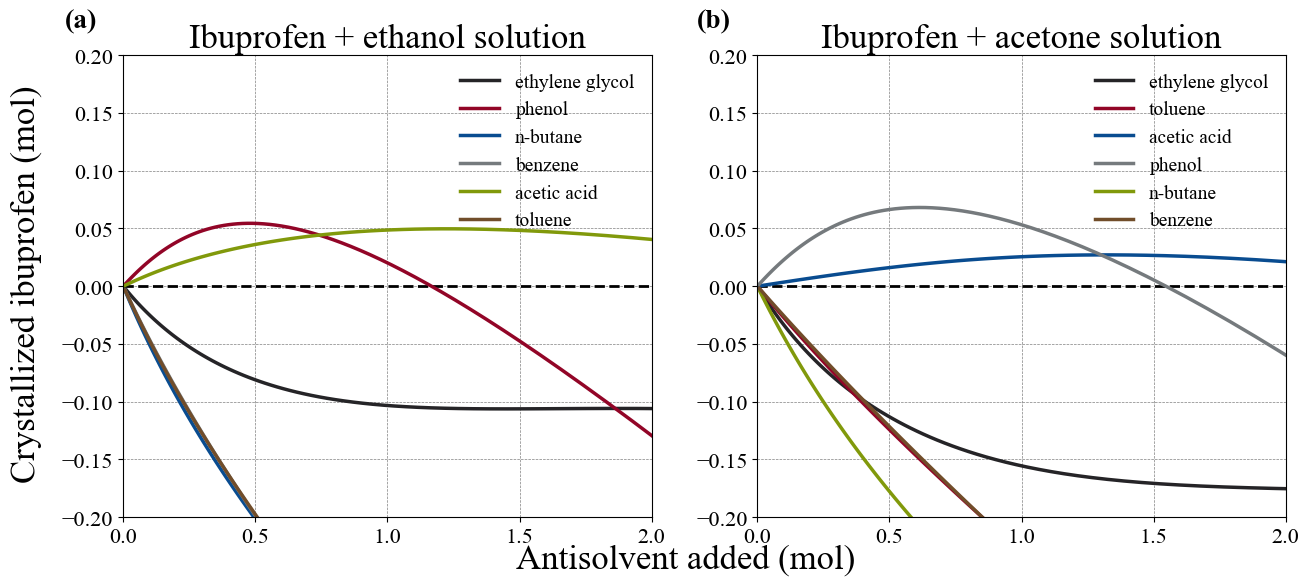 (a)
Ibuprofen + ethanol solution
0.20
0.15
0.10
0.05
0.00
−0.05
−0.10
−0.15
−0.20
0.0
0.5
1.0
1.5
2.0
ethylene glycol
phenol
n-butane
benzene
acetic acid
toluene
Crystallized ibuprofen (mol)
(b)
Ibuprofen + acetone solution
0.20
0.15
0.10
0.05
0.00
−0.05
−0.10
−0.15
−0.20
0.0
0.5
1.0
1.5
2.0
ethylene glycol
toluene
acetic acid
phenol
n-butane
benzene
Antisolvent added (mol)